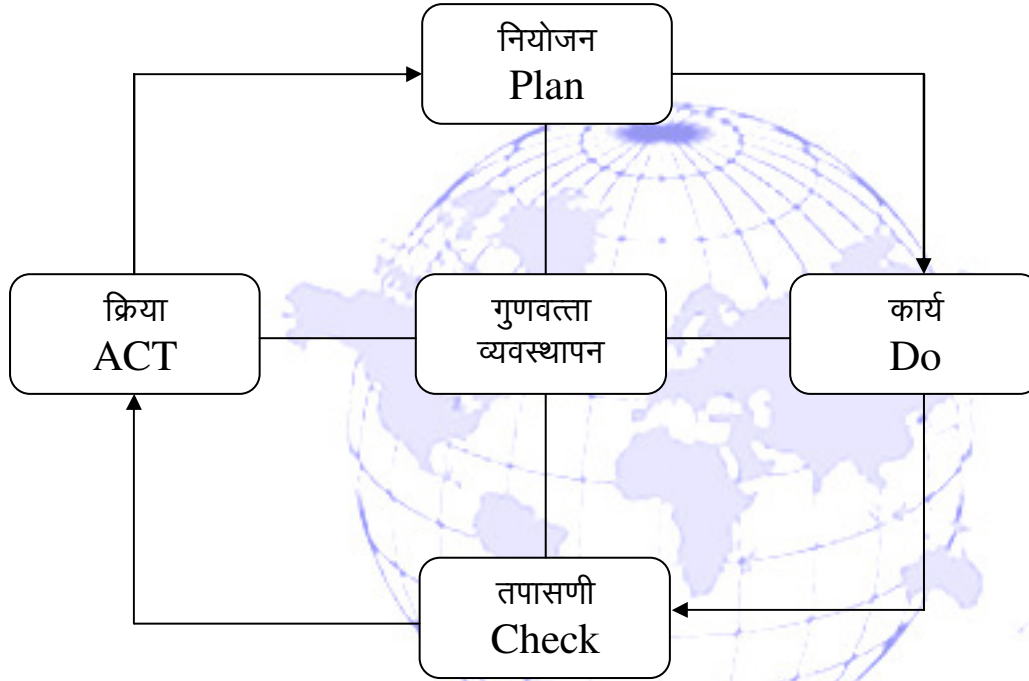 नियोजन
Plan
क्रिया
ACT
गुणवत्ता
व्यवस्थापन
कार्य
Do
तपासणी
Check